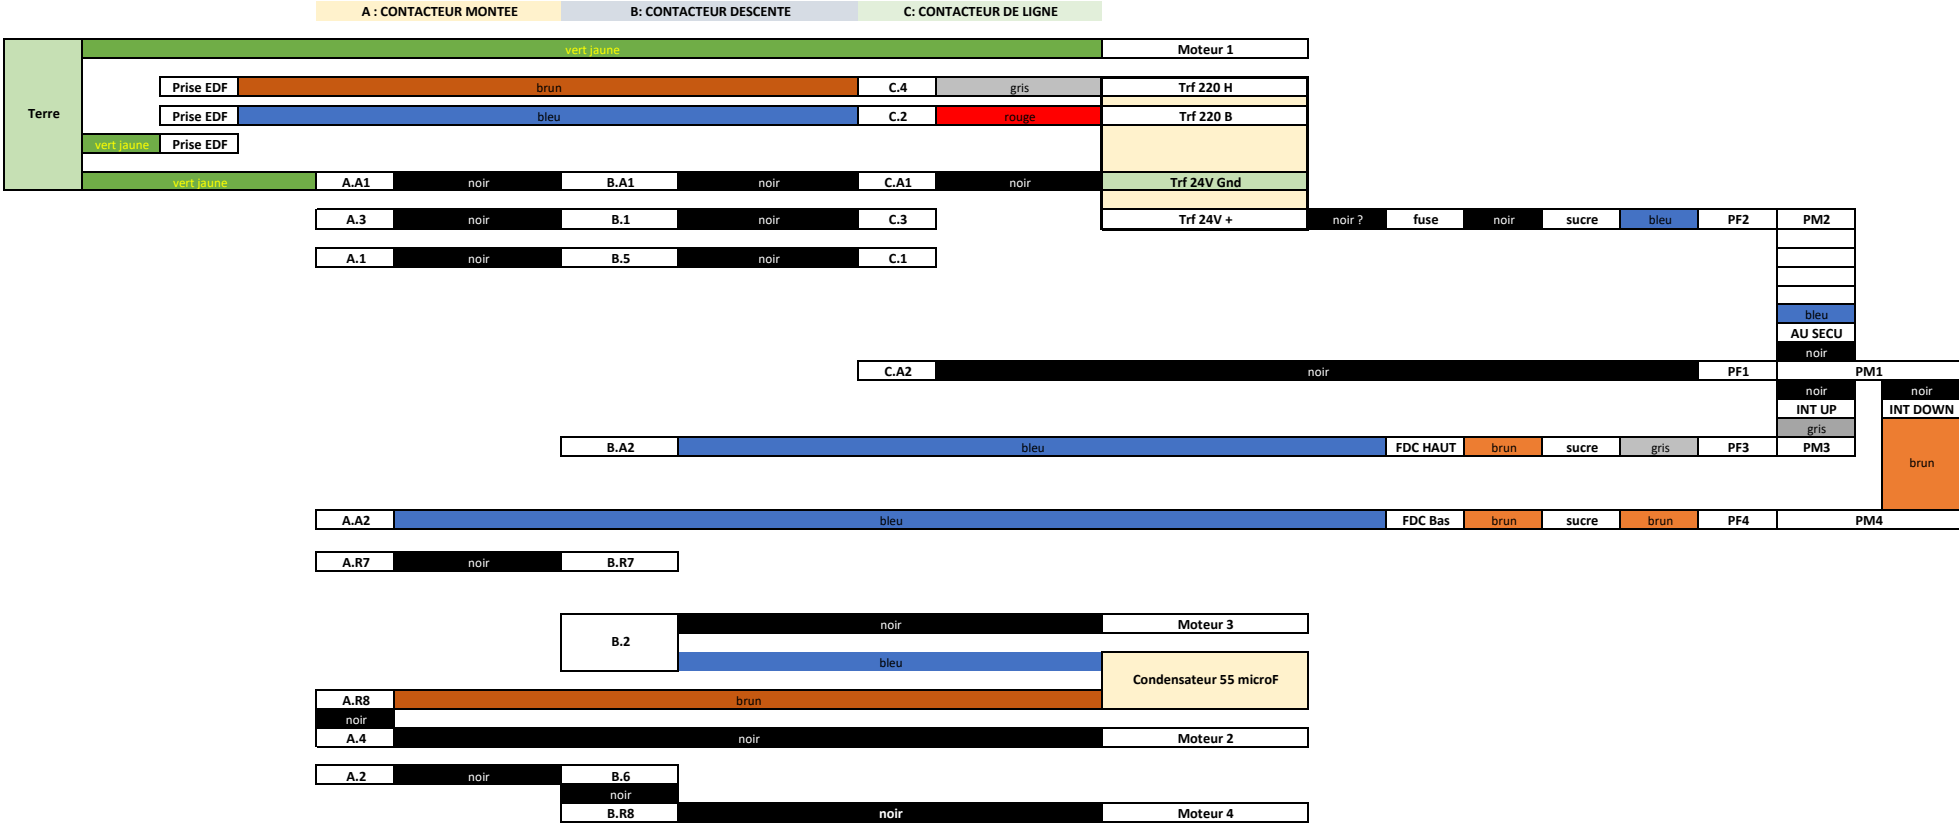 A : CONTACTEUR MONTEE B: CONTACTEUR DESCENTE C: CONTACTEUR DE LIGNE
vert jaune Moteur 1
Prise EDF brun C.4 gris Trf 220 H
Terre Prise EDF bleu C.2 rouge Trf 220 B
vert jaune Prise EDF
vert jaune A.A1 noir B.A1 noir C.A1 noir Trf 24V Gnd
A.3 noir B.1 noir C.3 Trf 24V + noir ? fuse noir sucre bleu PF2 PM2
A.1 noir B.5 noir C.1
bleu
AU SECU
noir
C.A2 noir PF1 PM1
noir noir
INT UP INT DOWN
gris
B.A2 bleu FDC HAUT brun sucre gris PF3 PM3
brun
A.A2 bleu FDC Bas brun sucre brun PF4 PM4
A.R7 noir B.R7
noir Moteur 3
B.2
bleu
Condensateur 55 microF
A.R8 brun
noir
A.4 noir Moteur 2
A.2 noir B.6
noir
B.R8 noir Moteur 4